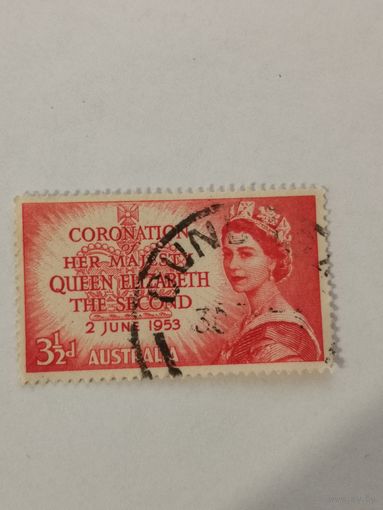 CORONATION
of
HER MAJESTY
QUEEN ELIZABETH
THE SECOND
2 JUNE 1953
3½d AUSTRALIA